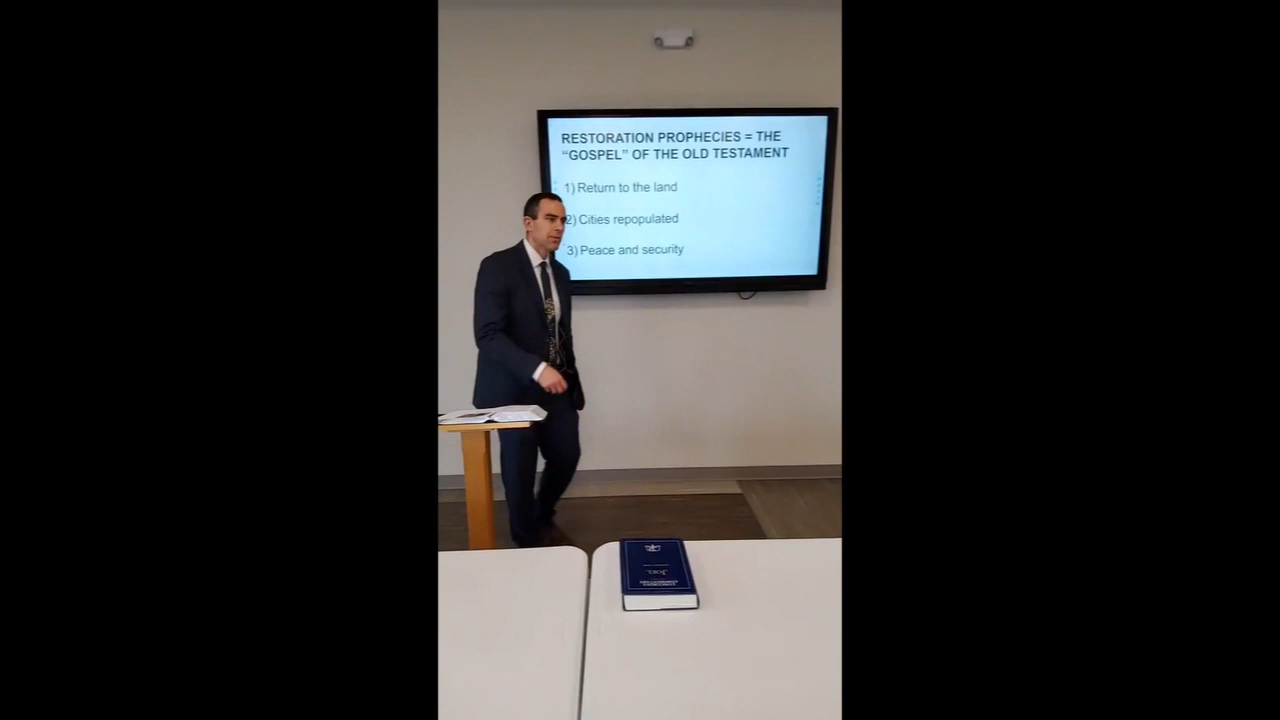 RESTORATION PROPHECIES = THE
“GOSPEL” OF THE OLD TESTAMENT
1) Return to the land
2) Cities repopulated
3) Peace and security
JOEL